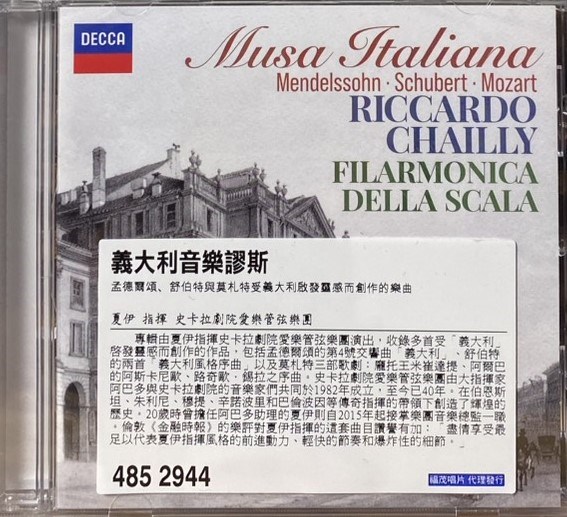 DECCA
Musa Italiana
Mendelssohn · Schubert · Mozart
RICCARDO
CHAILLY
FILARMONICA
DELLA SCALA
義大利音樂謬斯
孟德爾頌、舒伯特與莫札特受義大利啟發靈感而創作的樂曲
夏伊 指揮 史卡拉劇院愛樂管弦樂團
專輯由夏伊指揮史卡拉劇院愛樂管弦樂團演出，收錄多首受「義大利」
啓發靈感而創作的作品，包括孟德爾頌的第4號交響曲「義大利」、舒伯特
的兩首「義大利風格序曲」以及莫札特三部歌劇：龐托王米崔達提、阿爾巴
的阿斯卡尼歐、路奇歐．錫拉之序曲。史卡拉劇院愛樂管弦樂團由大指揮家
阿巴多與史卡拉劇院的音樂家們共同於1982年成立，至今已40年。在伯恩斯
坦、朱利尼、穆提、辛諾波里和巴倫波因等傳奇指揮的帶領下創造了輝煌的
歷史。20歲時曾擔任阿巴多助理的夏伊則自2015年起接掌樂團音樂總監一職
。倫敦《金融時報》的樂評對夏伊指揮的這套曲目讚譽有加：「盡情享受最
足以代表夏伊指揮風格的前進動力、輕快的節奏和爆炸性的細節。」
485 2944
福茂唱片 代理發行